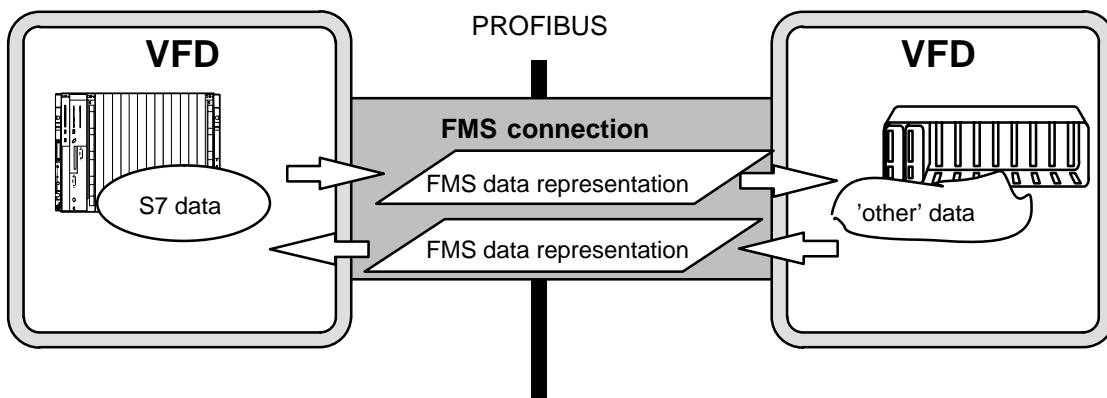 PROFIBUS
VFD
VFD
FMS connection
FMS data representation
S7 data
'other' data
FMS data representation